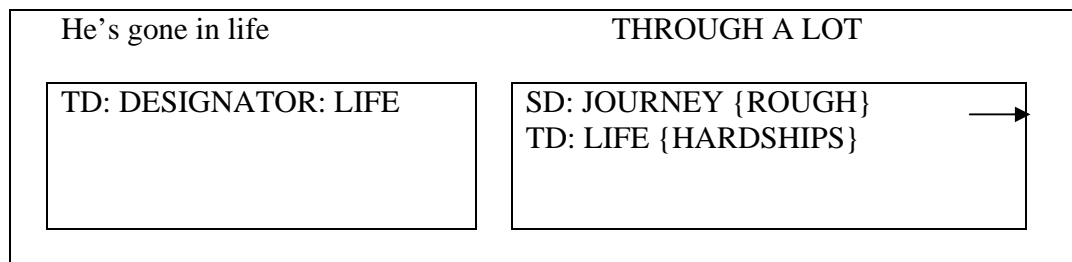 He’s gone in life THROUGH A LOT
TD: DESIGNATOR: LIFE
SD: JOURNEY {ROUGH}
TD: LIFE {HARDSHIPS}